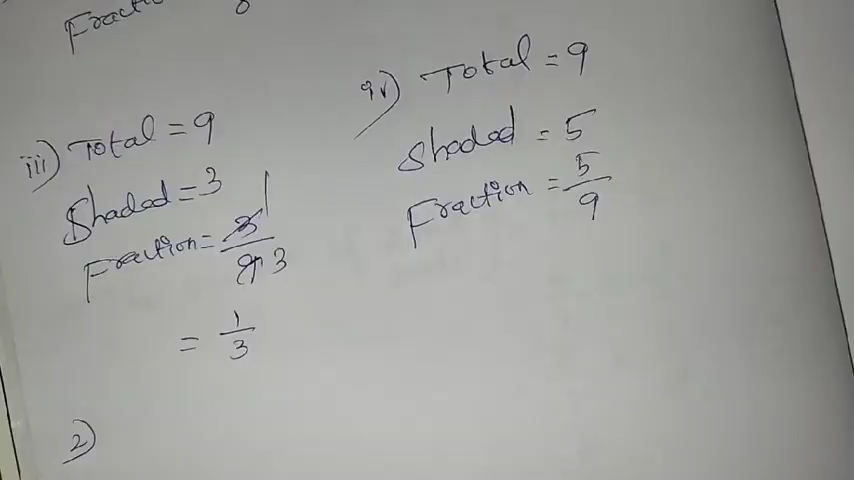 Fracti
iii) Total = 9
Shaded = 3
Fraction = 3/9 1 3
= 1/3
iv) Total = 9
Shaded = 5
Fraction = 5/9
2)